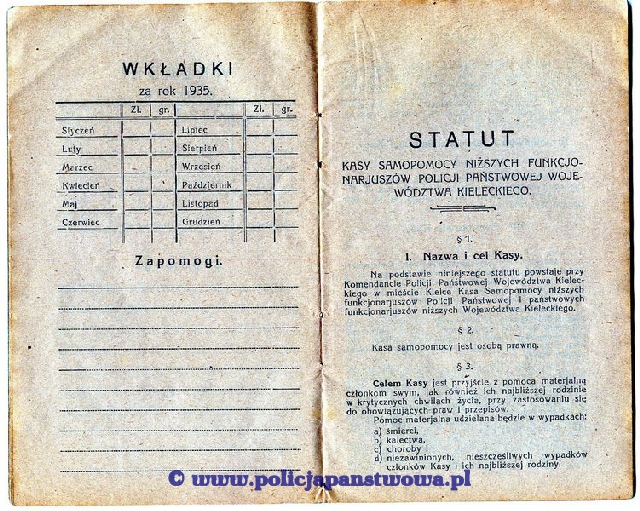 WKŁADKI
za rok 1935.
Zł. gr. Zł. gr.
Styczeń Lipiec
Luty Sierpień
Marzec Wrzesień
Kwiecień Październik
Maj Listopad
Czerwiec Grudzień
Zapomogi.
STATUT
KASY SAMOPOMOCY NIŻSZYCH FUNKCJO-
NARJUSZÓW POLICJI PAŃSTWOWEJ WOJE-
WÓDZTWA KIELECKIEGO.
§ 1.
I. Nazwa i cel Kasy.
Na podstawie niniejszego statutu powstaje przy
Komendancie Policji Państwowej Województwa Kielec-
kiego w mieście Kielce Kasa Samopomocy niższych
funkcjonarjuszów Policji Państwowej i państwowych
funkcjonarjuszów niższych Województwa Kieleckiego.
§ 2.
Kasa samopomocy jest osobą prawną.
§ 3.
Celem Kasy jest przyjście z pomocą materjalną
członkom swym, jak również ich najbliższej rodzinie
w krytycznych chwilach życia, przy zastosowaniu się
do obowiązujących praw i przepisów.
Pomoc materjalna udzielana będzie w wypadkach:
a) śmierci,
b) kalectwa,
c) choroby
d) niezawinionych, nieszczęśliwych wypadków
członków Kasy ich najbliższej rodziny
© www.policjapanstwowa.pl